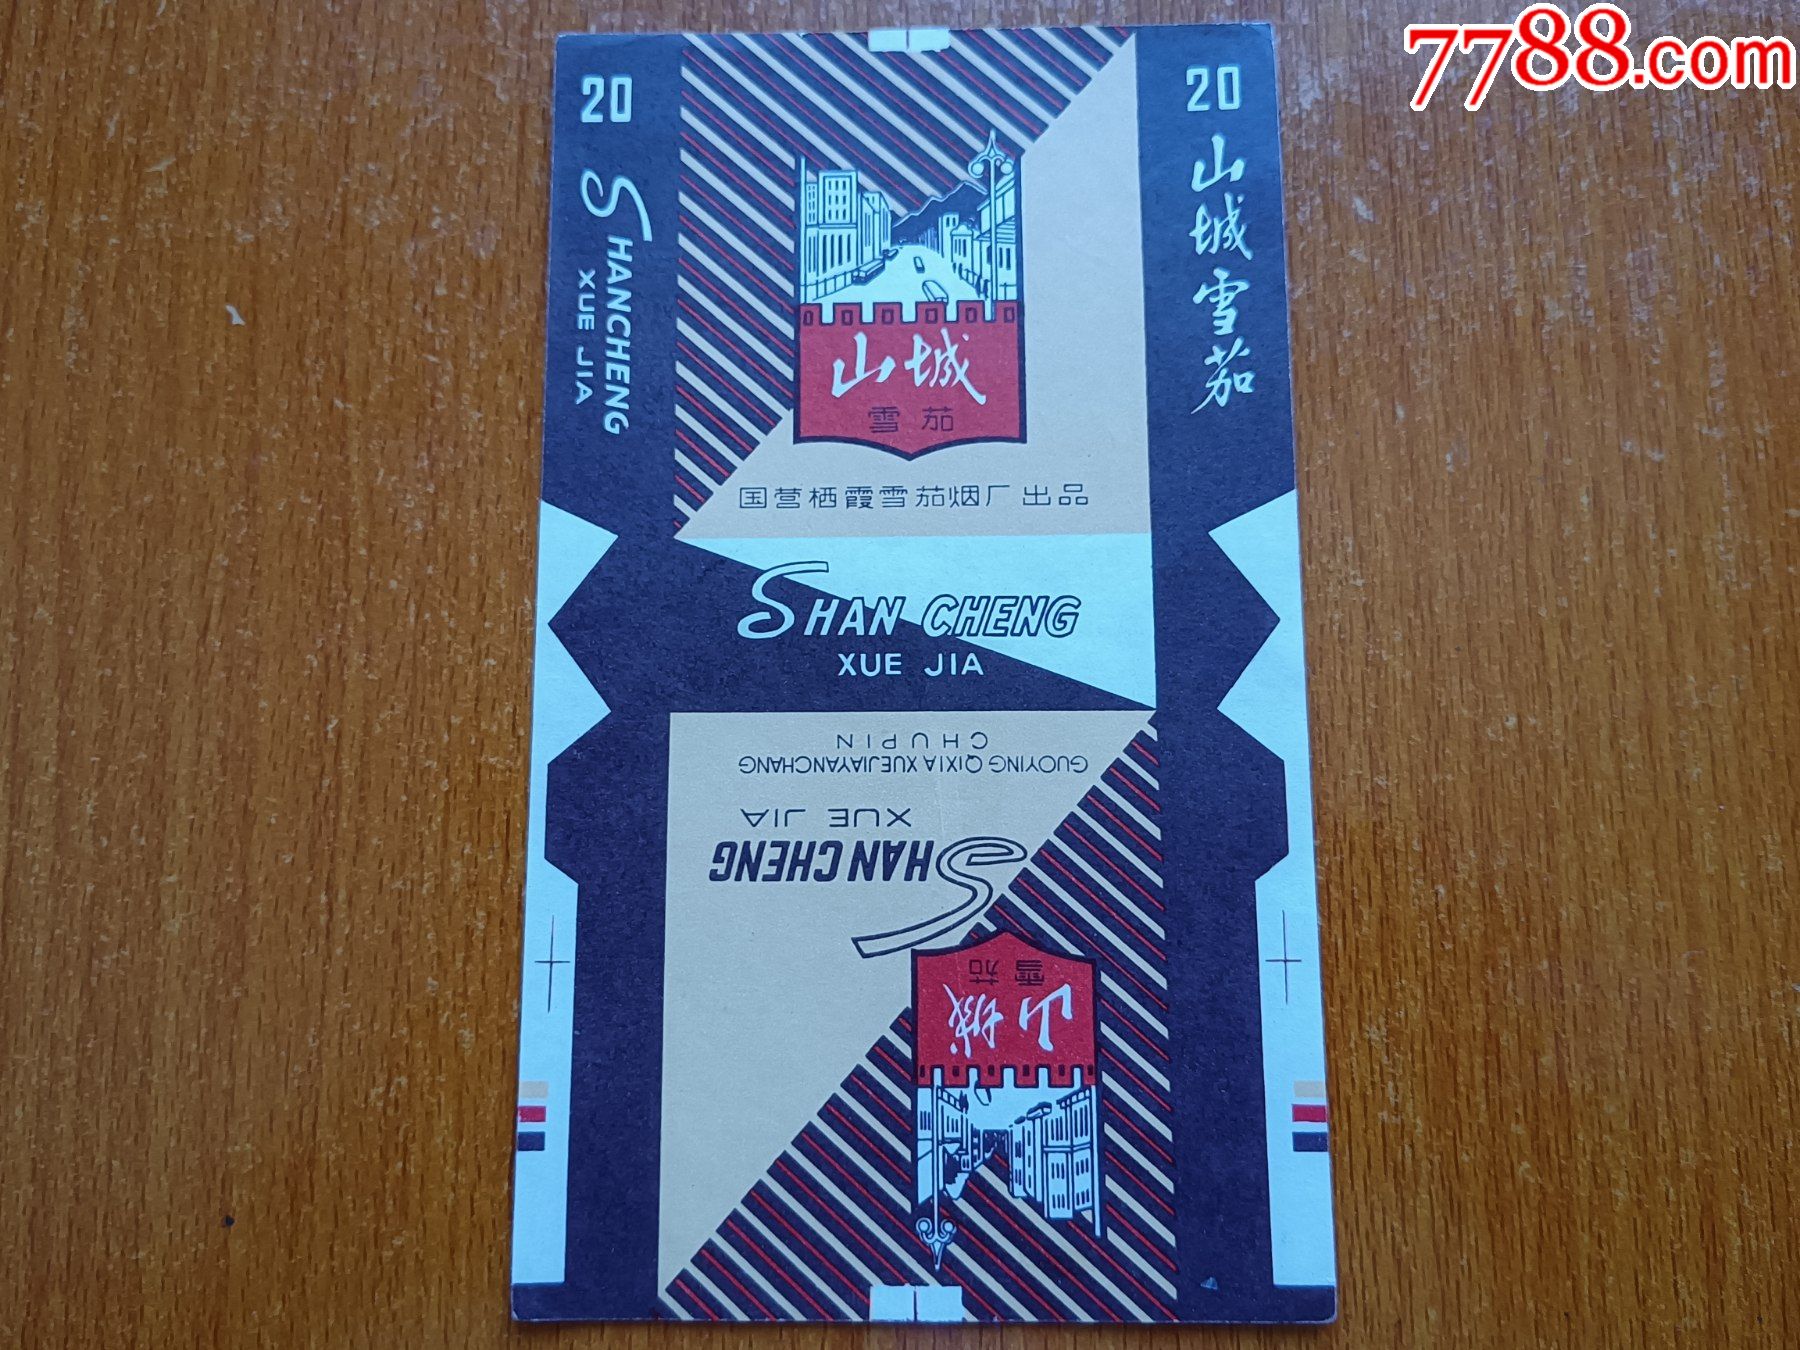 7788.com
20
SHANCHENG
XUE JIA
山城
雪茄
国营栖霞雪茄烟厂出品
20
山城雪茄
SHAN CHENG
XUE JIA
山城
雪茄
SHANCHENG
XUE JIA
GUOYING QIXIA XUEJIAYANCHANG
CHUPIN